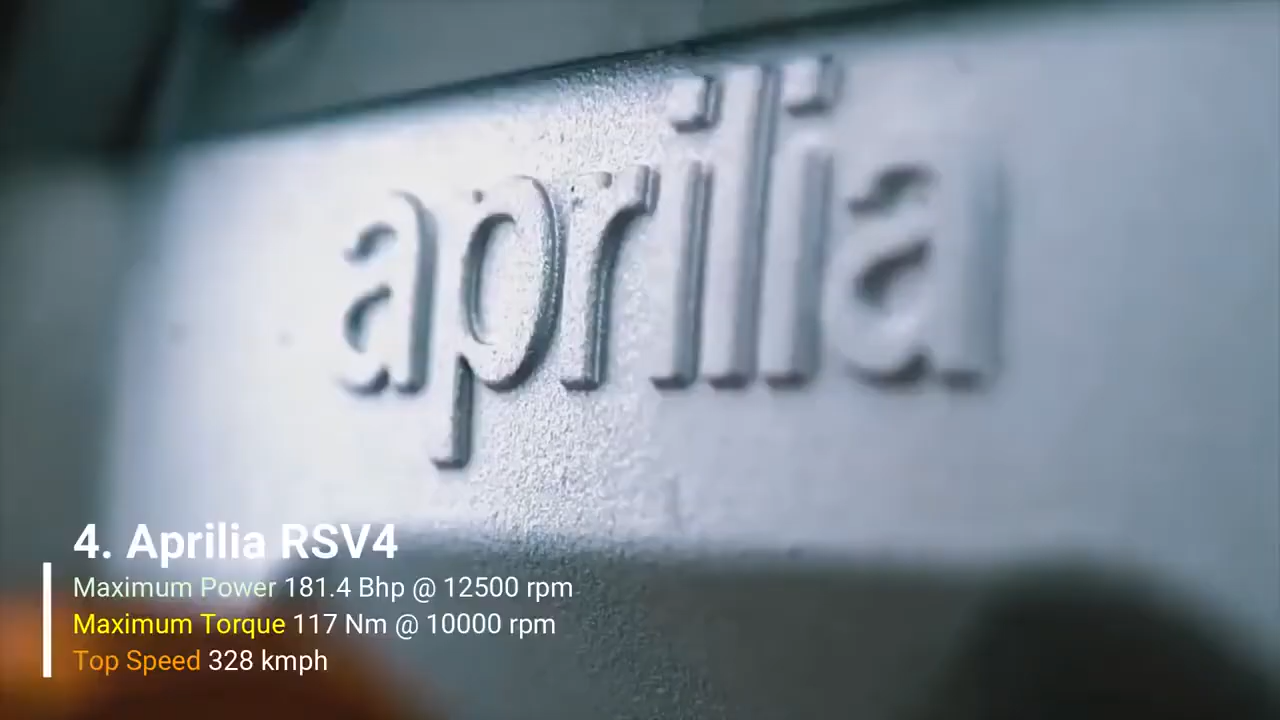 aprilia
4. Aprilia RSV4
Maximum Power 181.4 Bhp @ 12500 rpm
Maximum Torque 117 Nm @ 10000 rpm
Top Speed 328 kmph